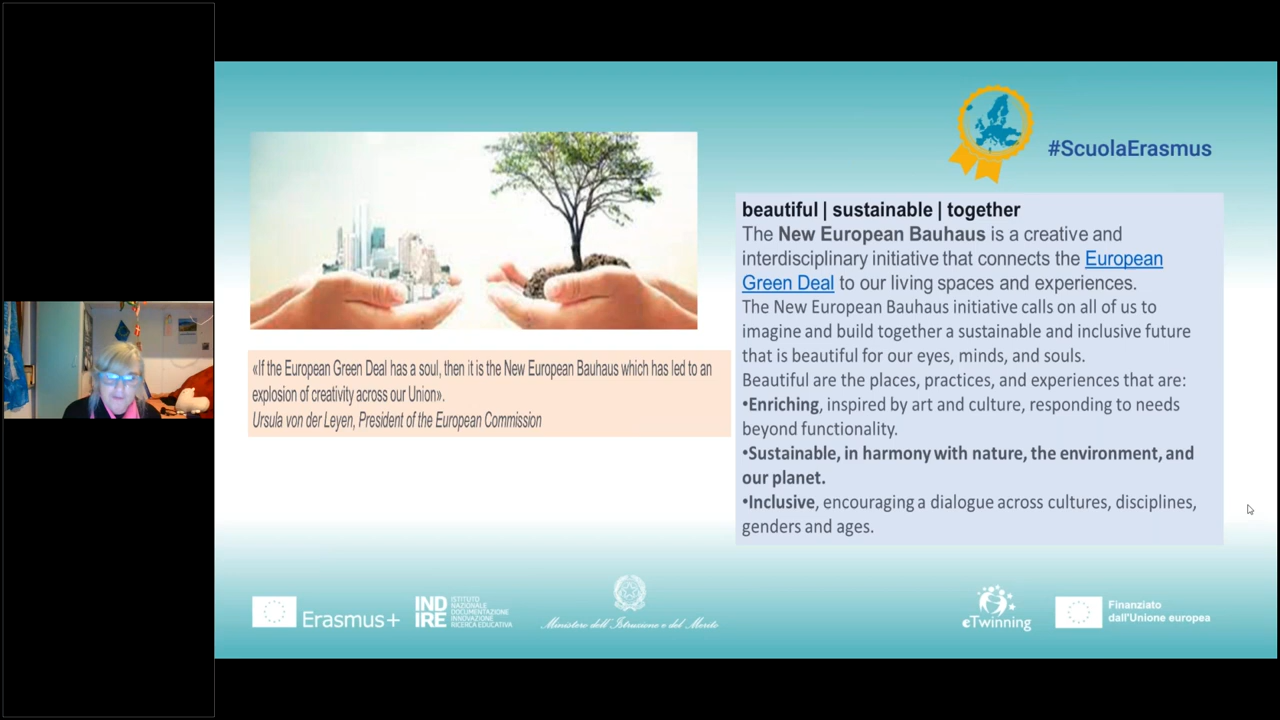 #ScuolaErasmus
«If the European Green Deal has a soul, then it is the New European Bauhaus which has led to an
explosion of creativity across our Union».
Ursula von der Leyen, President of the European Commission
beautiful | sustainable | together
The New European Bauhaus is a creative and
interdisciplinary initiative that connects the European
Green Deal to our living spaces and experiences.
The New European Bauhaus initiative calls on all of us to
imagine and build together a sustainable and inclusive future
that is beautiful for our eyes, minds, and souls.
Beautiful are the places, practices, and experiences that are:
•Enriching, inspired by art and culture, responding to needs
beyond functionality.
•Sustainable, in harmony with nature, the environment, and
our planet.
•Inclusive, encouraging a dialogue across cultures, disciplines,
genders and ages.
Erasmus+
IND
IRE
ISTITUTO
NAZIONALE
DOCUMENTAZIONE
INNOVAZIONE
RICERCA EDUCATIVA
Ministero dell'Istruzione e del Merito
eTwinning
Finanziato
dall'Unione europea